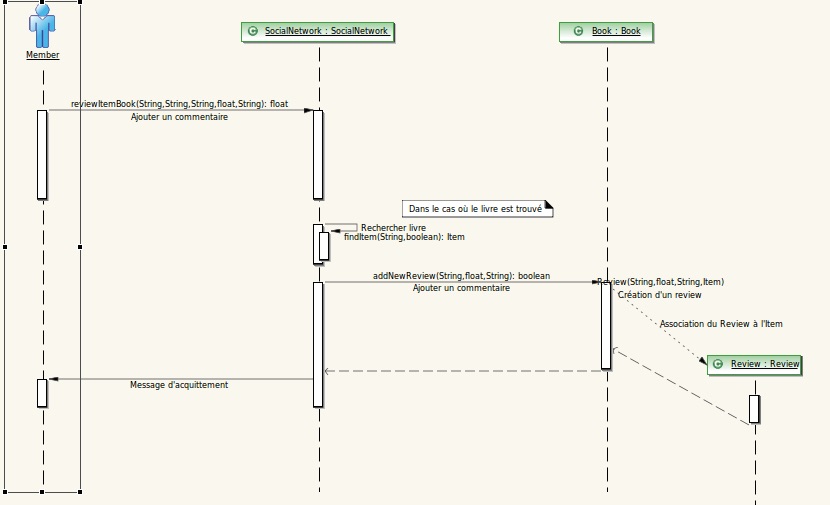 SocialNetwork : SocialNetwork
Book : Book
Member
reviewItemBook(String,String,String,float,String): float
Ajouter un commentaire
Dans le cas où le livre est trouvé
Rechercher livre
findItem(String,boolean): Item
addNewReview(String,float,String): boolean
Ajouter un commentaire
Review(String,float,String,Item)
Création d'un review
Association du Review à l'Item
Review : Review
Message d'acquittement